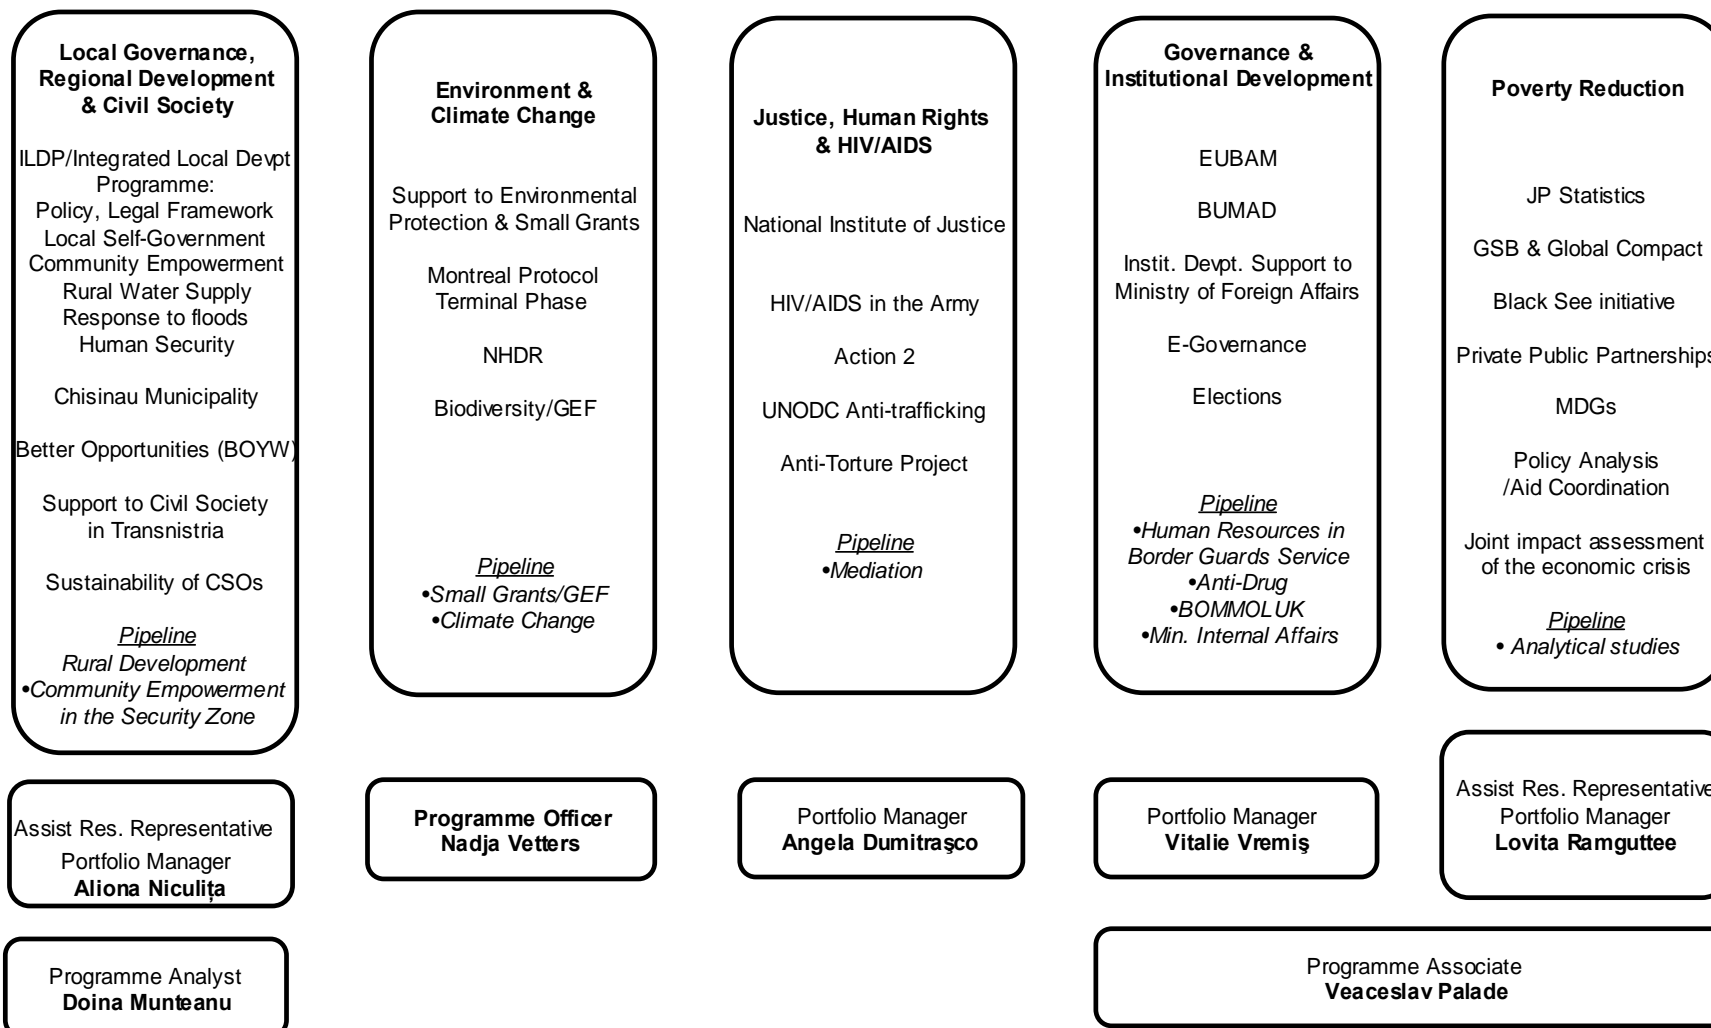 Local Governance,
Regional Development
& Civil Society
ILDP/Integrated Local Devpt
Programme:
Policy, Legal Framework
Local Self-Government
Community Empowerment
Rural Water Supply
Response to floods
Human Security
Chisinau Municipality
Better Opportunities (BOYW)
Support to Civil Society
in Transnistria
Sustainability of CSOs
Pipeline
Rural Development
•Community Empowerment
in the Security Zone
Environment &
Climate Change
Support to Environmental
Protection & Small Grants
Montreal Protocol
Terminal Phase
NHDR
Biodiversity/GEF
Pipeline
•Small Grants/GEF
•Climate Change
Justice, Human Rights
& HIV/AIDS
National Institute of Justice
HIV/AIDS in the Army
Action 2
UNODC Anti-trafficking
Anti-Torture Project
Pipeline
•Mediation
Governance &
Institutional Development
EUBAM
BUMAD
Instit. Devpt. Support to
Ministry of Foreign Affairs
E-Governance
Elections
Pipeline
•Human Resources in
Border Guards Service
•Anti-Drug
•BOMMOLUK
•Min. Internal Affairs
Poverty Reduction
JP Statistics
GSB & Global Compact
Black See initiative
Private Public Partnerships
MDGs
Policy Analysis
/Aid Coordination
Joint impact assessment
of the economic crisis
Pipeline
• Analytical studies
Assist Res. Representative
Portfolio Manager
Aliona Niculiţa
Programme Officer
Nadja Vetters
Portfolio Manager
Angela Dumitraşco
Portfolio Manager
Vitalie Vremiş
Assist Res. Representative
Portfolio Manager
Lovita Ramguttee
Programme Analyst
Doina Munteanu
Programme Associate
Veaceslav Palade